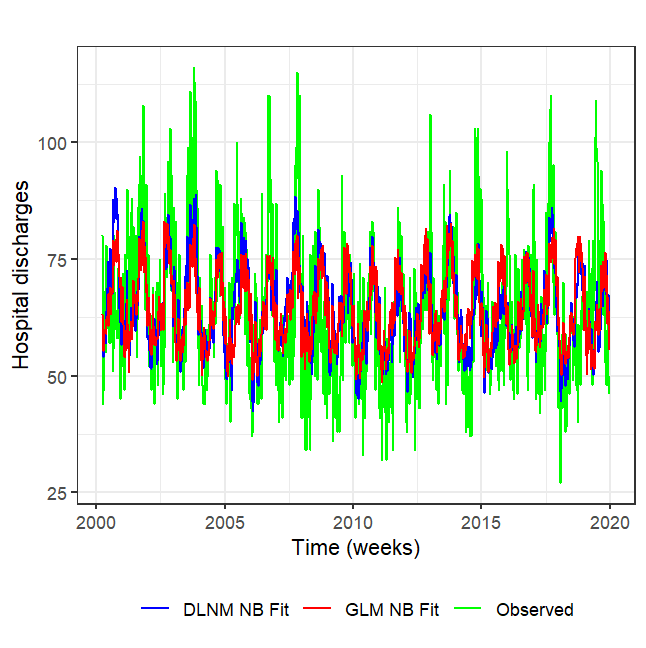 Hospital discharges
100
75
50
25
2000 2005 2010 2015 2020
Time (weeks)
DLNM NB Fit GLM NB Fit Observed